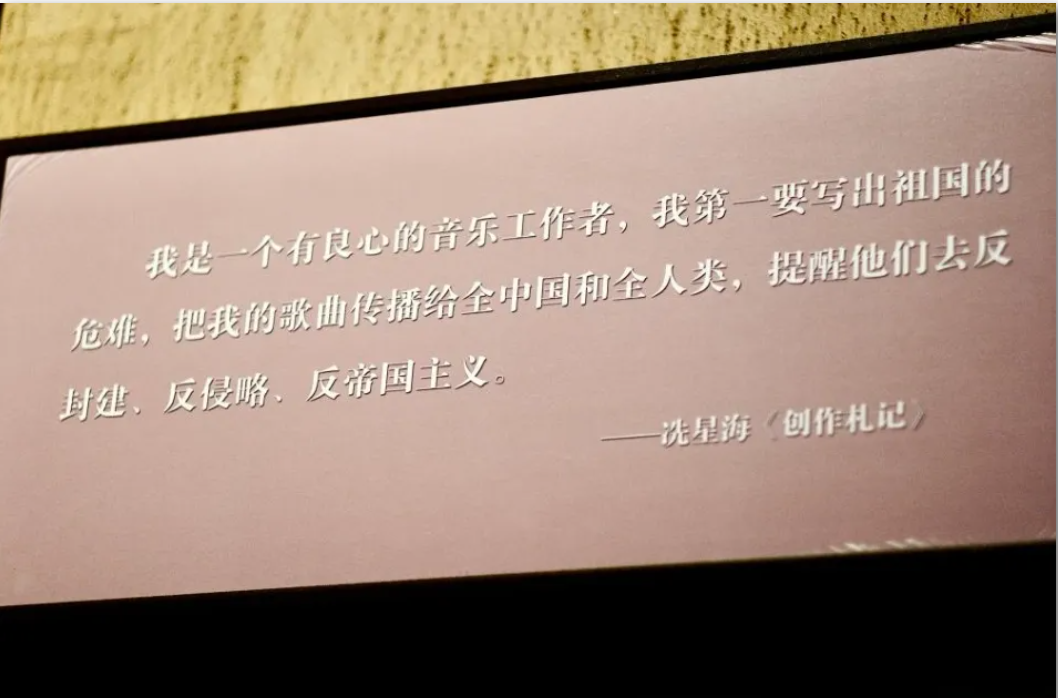 我是一个有良心的音乐工作者，我第一要写出祖国的
危难，把我的歌曲传播给全中国和全人类，提醒他们去反
封建、反侵略、反帝国主义。
——冼星海《创作札记》